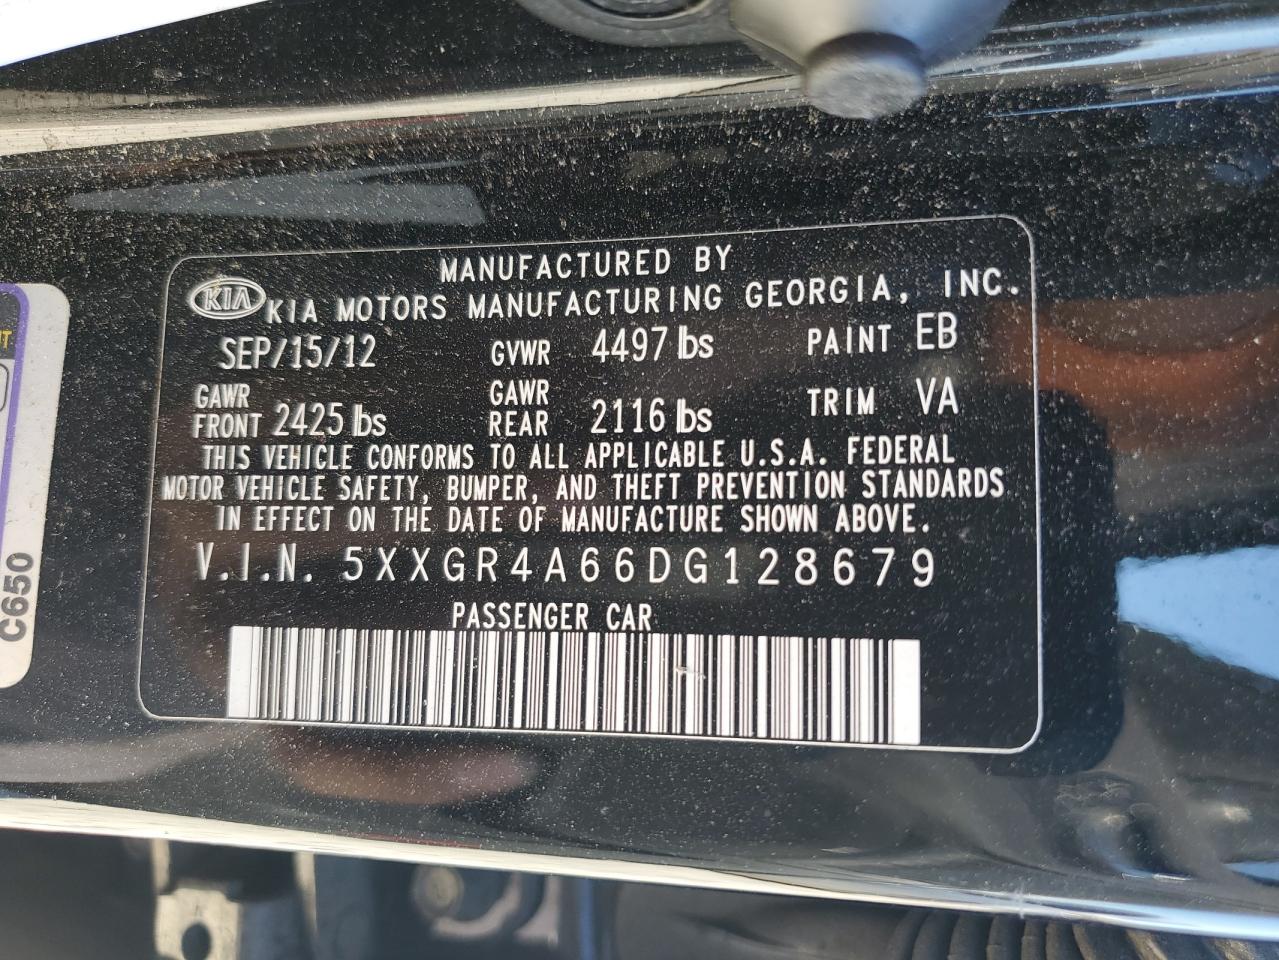 MANUFACTURED BY
KIA KIA MOTORS MANUFACTURING GEORGIA, INC.
SEP/15/12 GVWR 4497 lbs PAINT EB
GAWR FRONT 2425 lbs GAWR REAR 2116 lbs TRIM VA
THIS VEHICLE CONFORMS TO ALL APPLICABLE U.S.A. FEDERAL
MOTOR VEHICLE SAFETY, BUMPER, AND THEFT PREVENTION STANDARDS
IN EFFECT ON THE DATE OF MANUFACTURE SHOWN ABOVE.
V.I.N. 5XXGR4A66DG128679
PASSENGER CAR
C650